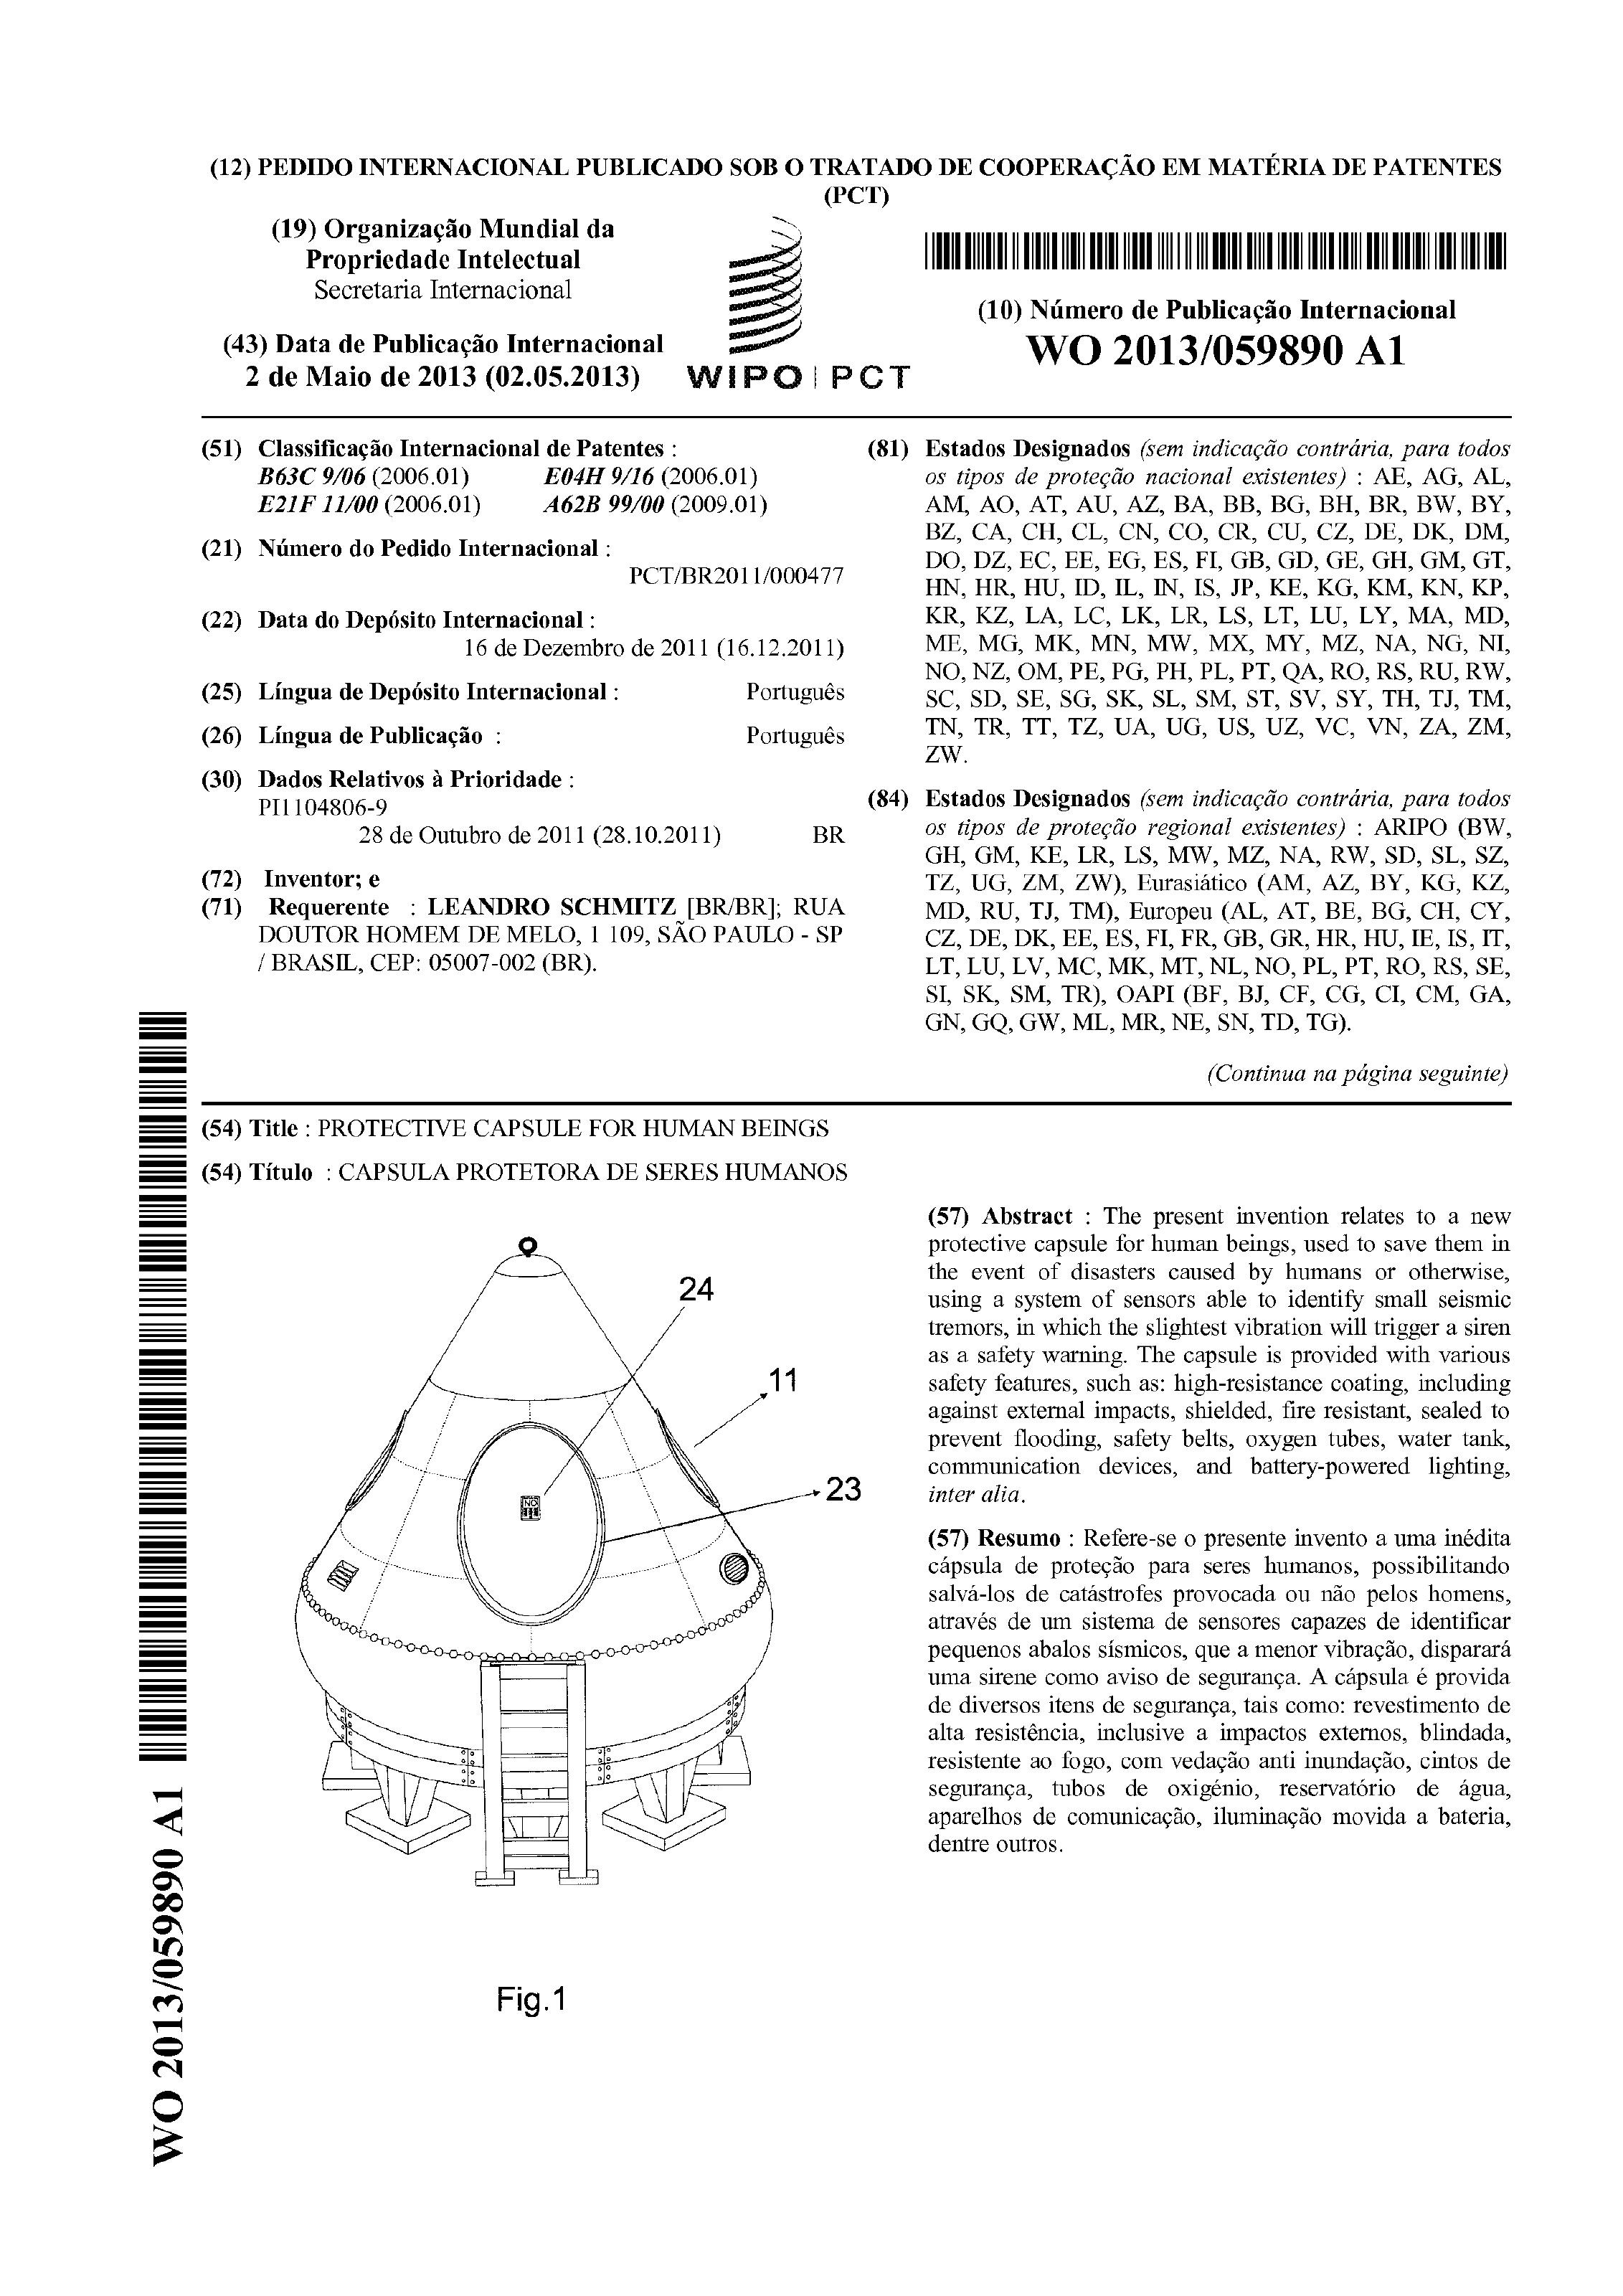 (12) PEDIDO INTERNACIONAL PUBLICADO SOB O TRATADO DE COOPERAÇÃO EM MATÉRIA DE PATENTES
(PCT)
(19) Organização Mundial da
Propriedade Intelectual
Secretaria Internacional
(43) Data de Publicação Internacional
2 de Maio de 2013 (02.05.2013)
WIPO | PCT
(10) Número de Publicação Internacional
WO 2013/059890 A1
(51) Classificação Internacional de Patentes :
B63C 9/06 (2006.01) E04H 9/16 (2006.01)
E21F 11/00 (2006.01) A62B 99/00 (2009.01)
(21) Número do Pedido Internacional :
PCT/BR2011/000477
(22) Data do Depósito Internacional :
16 de Dezembro de 2011 (16.12.2011)
(25) Língua de Depósito Internacional : Português
(26) Língua de Publicação : Português
(30) Dados Relativos à Prioridade :
PI1104806-9
28 de Outubro de 2011 (28.10.2011) BR
(72) Inventor; e
(71) Requerente : LEANDRO SCHMITZ [BR/BR]; RUA
DOUTOR HOMEM DE MELO, 1 109, SÃO PAULO - SP
/ BRASIL, CEP: 05007-002 (BR).
(81) Estados Designados (sem indicação contrária, para todos
os tipos de proteção nacional existentes) : AE, AG, AL,
AM, AO, AT, AU, AZ, BA, BB, BG, BH, BR, BW, BY,
BZ, CA, CH, CL, CN, CO, CR, CU, CZ, DE, DK, DM,
DO, DZ, EC, EE, EG, ES, FI, GB, GD, GE, GH, GM, GT,
HN, HR, HU, ID, IL, IN, IS, JP, KE, KG, KM, KN, KP,
KR, KZ, LA, LC, LK, LR, LS, LT, LU, LY, MA, MD,
ME, MG, MK, MN, MW, MX, MY, MZ, NA, NG, NI,
NO, NZ, OM, PE, PG, PH, PL, PT, QA, RO, RS, RU, RW,
SC, SD, SE, SG, SK, SL, SM, ST, SV, SY, TH, TJ, TM,
TN, TR, TT, TZ, UA, UG, US, UZ, VC, VN, ZA, ZM,
ZW.
(84) Estados Designados (sem indicação contrária, para todos
os tipos de proteção regional existentes) : ARIPO (BW,
GH, GM, KE, LR, LS, MW, MZ, NA, RW, SD, SL, SZ,
TZ, UG, ZM, ZW), Eurasiático (AM, AZ, BY, KG, KZ,
MD, RU, TJ, TM), Europeu (AL, AT, BE, BG, CH, CY,
CZ, DE, DK, EE, ES, FI, FR, GB, GR, HR, HU, IE, IS, IT,
LT, LU, LV, MC, MK, MT, NL, NO, PL, PT, RO, RS, SE,
SI, SK, SM, TR), OAPI (BF, BJ, CF, CG, CI, CM, GA,
GN, GQ, GW, ML, MR, NE, SN, TD, TG).
(Continua na página seguinte)
(54) Title : PROTECTIVE CAPSULE FOR HUMAN BEINGS
(54) Título : CAPSULA PROTETORA DE SERES HUMANOS
24
11
23
NO
Fig.1
(57) Abstract : The present invention relates to a new
protective capsule for human beings, used to save them in
the event of disasters caused by humans or otherwise,
using a system of sensors able to identify small seismic
tremors, in which the slightest vibration will trigger a siren
as a safety warning. The capsule is provided with various
safety features, such as: high-resistance coating, including
against external impacts, shielded, fire resistant, sealed to
prevent flooding, safety belts, oxygen tubes, water tank,
communication devices, and battery-powered lighting,
inter alia.
(57) Resumo : Refere-se o presente invento a uma inédita
cápsula de proteção para seres humanos, possibilitando
salvá-los de catástrofes provocada ou não pelos homens,
através de um sistema de sensores capazes de identificar
pequenos abalos sísmicos, que a menor vibração, disparará
uma sirene como aviso de segurança. A cápsula é provida
de diversos itens de segurança, tais como: revestimento de
alta resistência, inclusive a impactos externos, blindada,
resistente ao fogo, com vedação anti inundação, cintos de
segurança, tubos de oxigénio, reservatório de água,
aparelhos de comunicação, iluminação movida a bateria,
dentre outros.
WO 2013/059890 A1